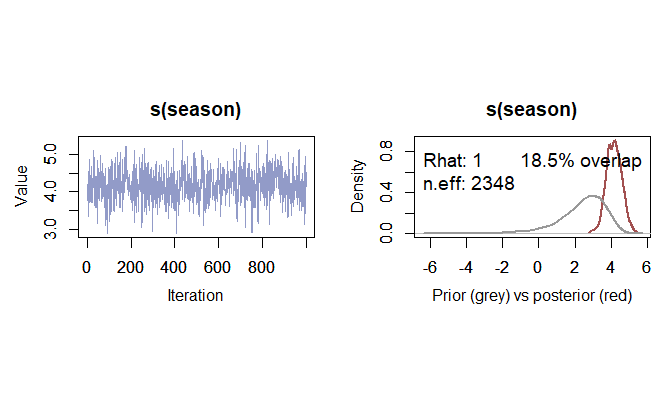 s(season)
Value
3.0
4.0
5.0
0 200 400 600 800
Iteration
s(season)
Density
0.0
0.4
0.8
Rhat: 1 18.5% overlap
n.eff: 2348
-6 -4 -2 0 2 4 6
Prior (grey) vs posterior (red)